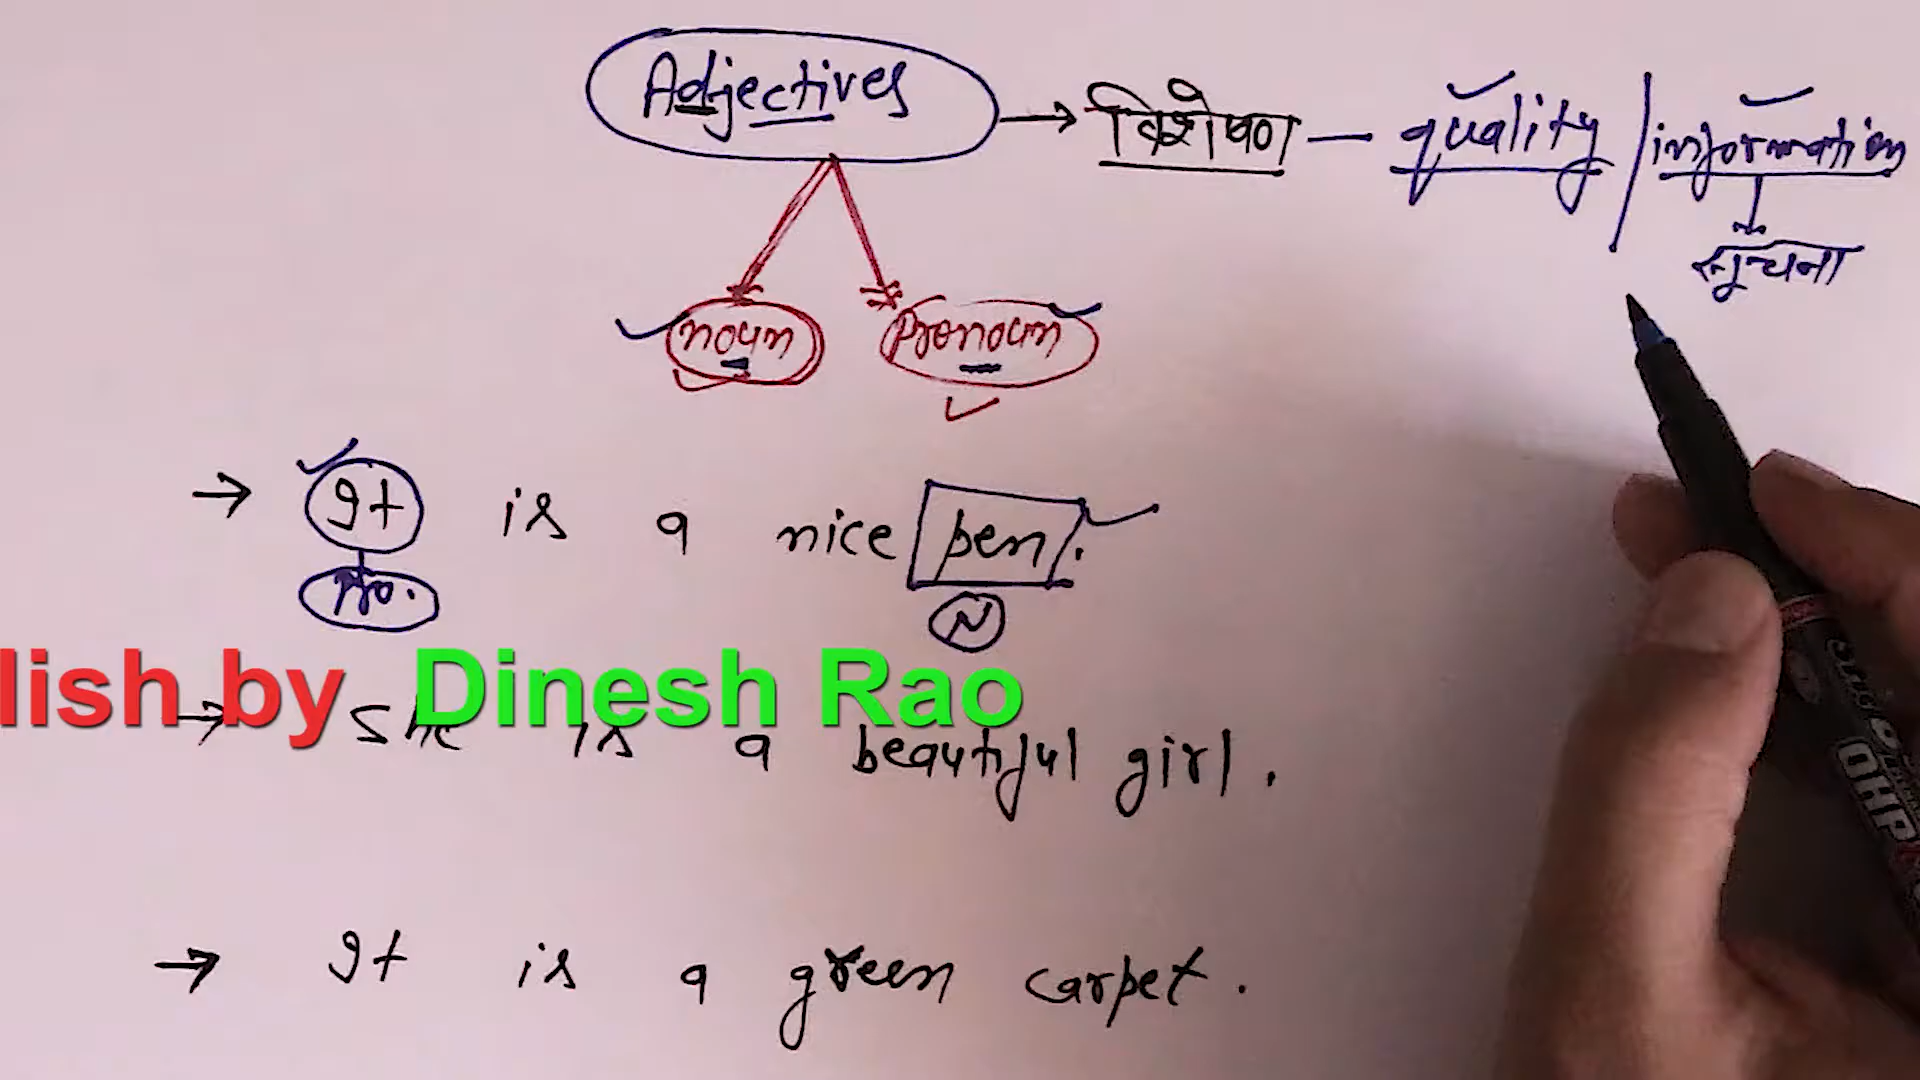 Adjectives → विशेषण — quality / information
सूचना
noun pronoun
→ It is a nice pen.
Pro. N
lish by Dinesh Rao
→ She is a beautiful girl.
→ It is a green carpet.
OHP